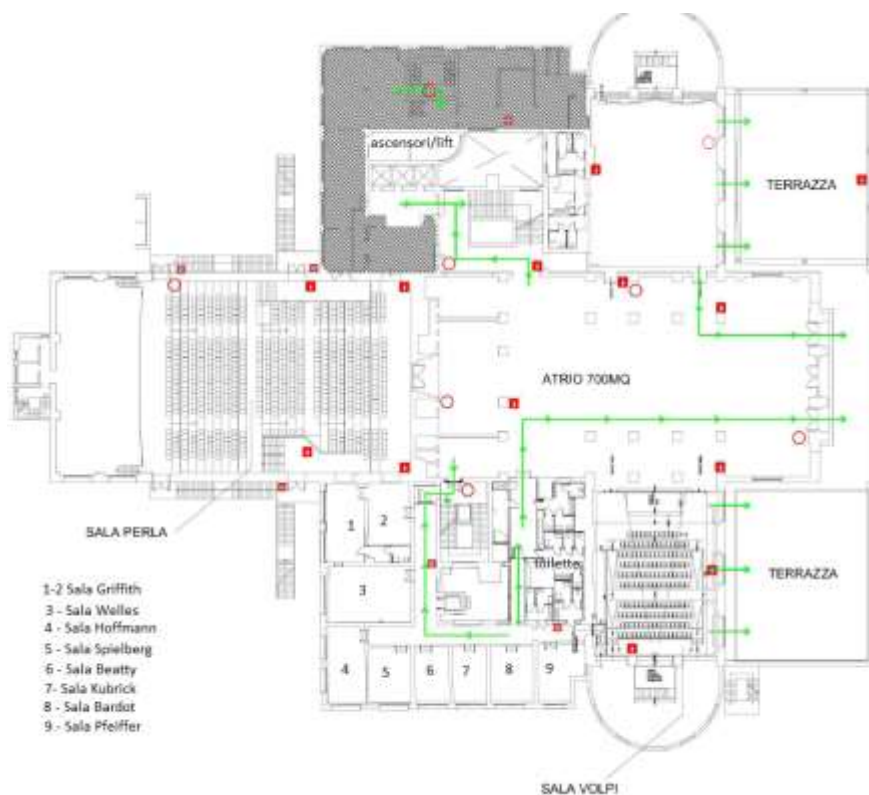 ascensori/lift
TERRAZZA
ATRIO 700MQ
SALA PERLA
1
2
3
4
5
6
7
8
9
toilette
TERRAZZA
1-2 Sala Griffith
3 - Sala Welles
4 - Sala Hoffmann
5 - Sala Spielberg
6 - Sala Beatty
7- Sala Kubrick
8 - Sala Bardot
9 - Sala Pfeiffer
SALA VOLPI